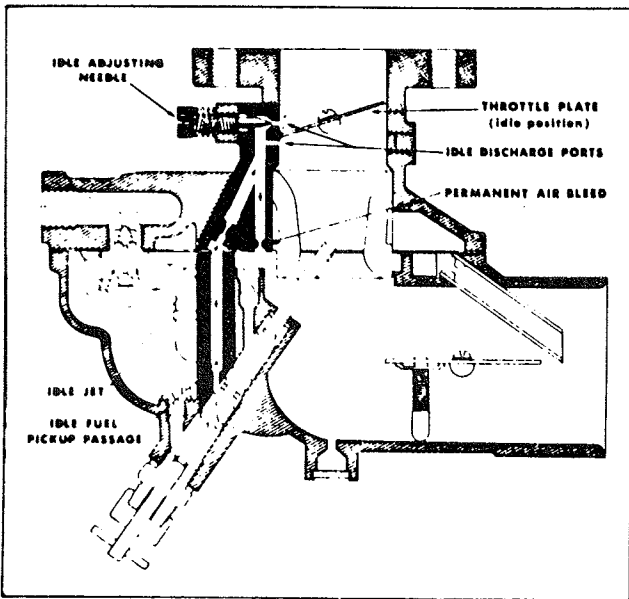 IDLE ADJUSTING
NEEDLE
THROTTLE PLATE
(idle position)
IDLE DISCHARGE PORTS
PERMANENT AIR BLEED
IDLE JET
IDLE FUEL
PICKUP PASSAGE